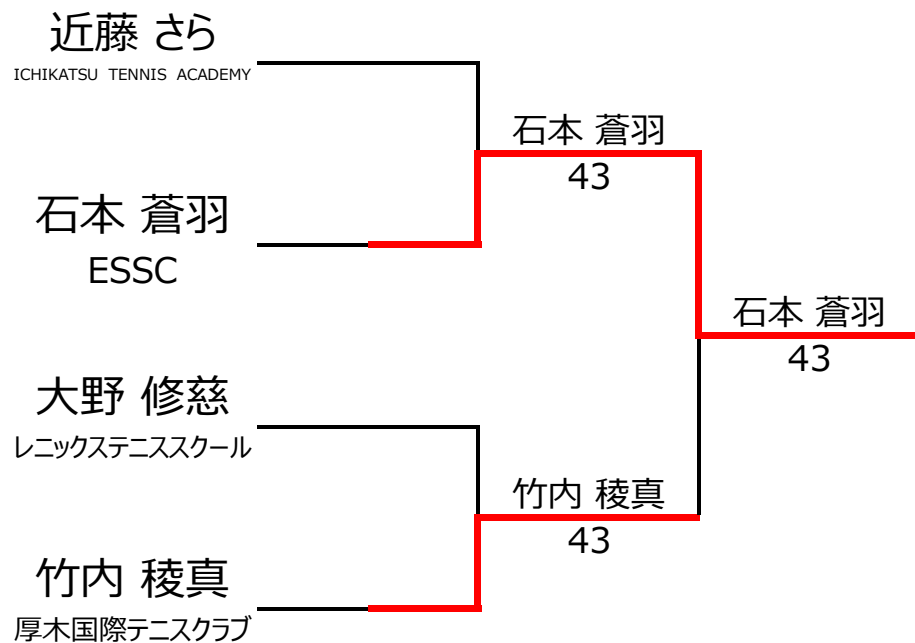 近藤 さら
ICHIKATSU TENNIS ACADEMY
石本 蒼羽
43
石本 蒼羽
ESSC
石本 蒼羽
43
大野 修慈
レニックステニススクール
竹内 稜真
43
竹内 稜真
厚木国際テニスクラブ